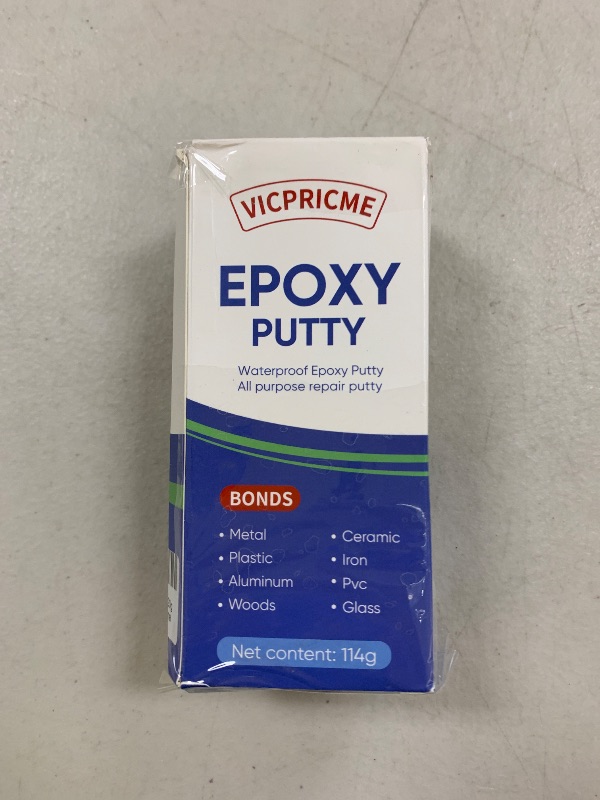 VICPRICME
EPOXY
PUTTY
Waterproof Epoxy Putty
All purpose repair putty
BONDS
• Metal
• Plastic
• Aluminum
• Woods
• Ceramic
• Iron
• Pvc
• Glass
Net content: 114g